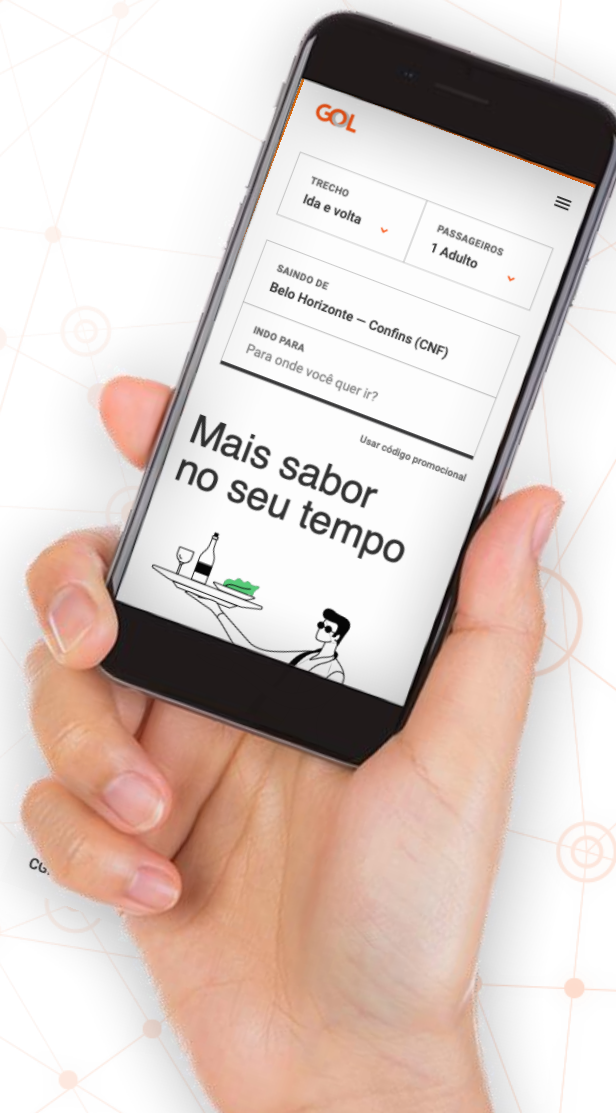 GOL
TRECHO
Ida e volta
PASSAGEIROS
1 Adulto
SAINDO DE
Belo Horizonte — Confins (CNF)
INDO PARA
Para onde você quer ir?
Usar código promocional
Mais sabor
no seu tempo